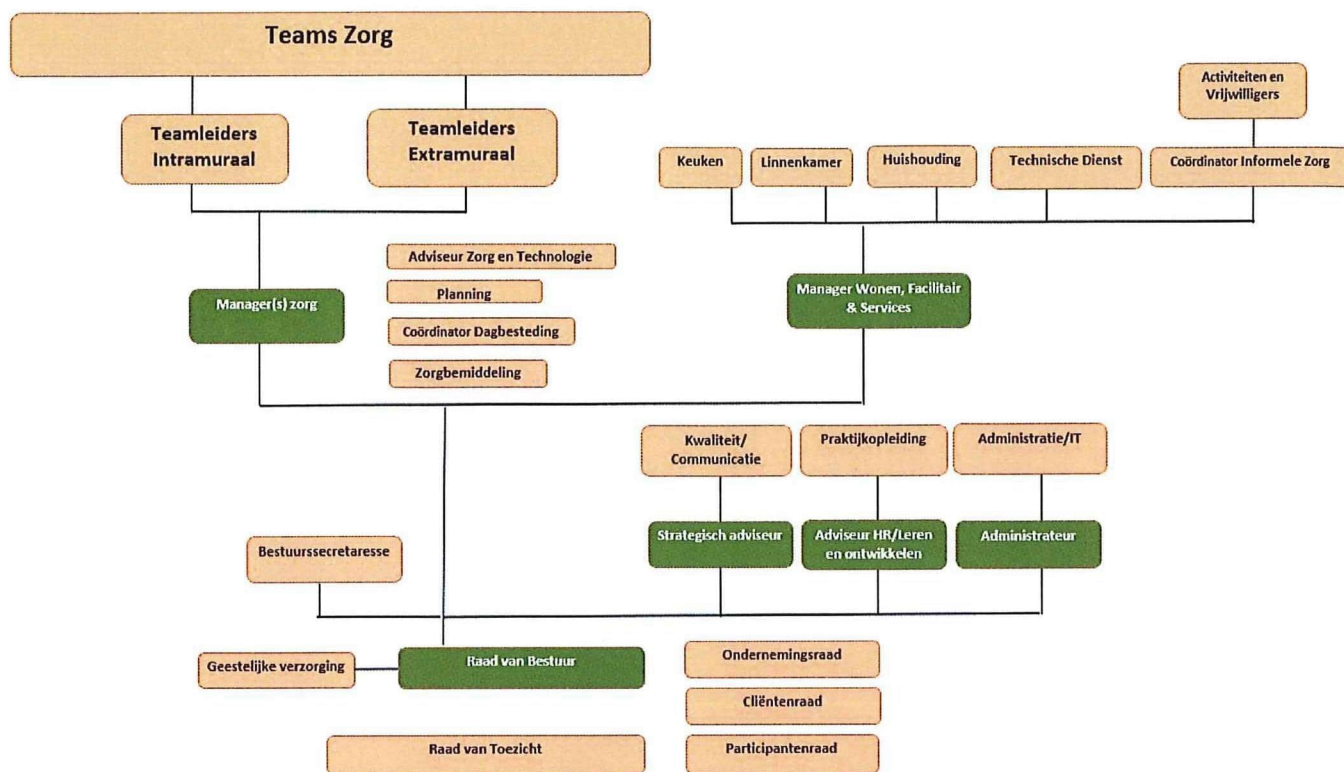 Teams Zorg
Activiteiten en
Vrijwilligers
Teamleiders
Intramuraal
Teamleiders
Extramuraal
Keuken
Linnenkamer
Huishouding
Technische Dienst
Coördinator Informele Zorg
Adviseur Zorg en Technologie
Planning
Coördinator Dagbesteding
Zorgbemiddeling
Manager(s) zorg
Manager Wonen, Facilitair
& Services
Kwaliteit/
Communicatie
Praktijkopleiding
Administratie/IT
Strategisch adviseur
Adviseur HR/Leren
en ontwikkelen
Administrateur
Bestuurssecretaresse
Geestelijke verzorging
Raad van Bestuur
Ondernemingsraad
Cliëntenraad
Raad van Toezicht
Participantenraad